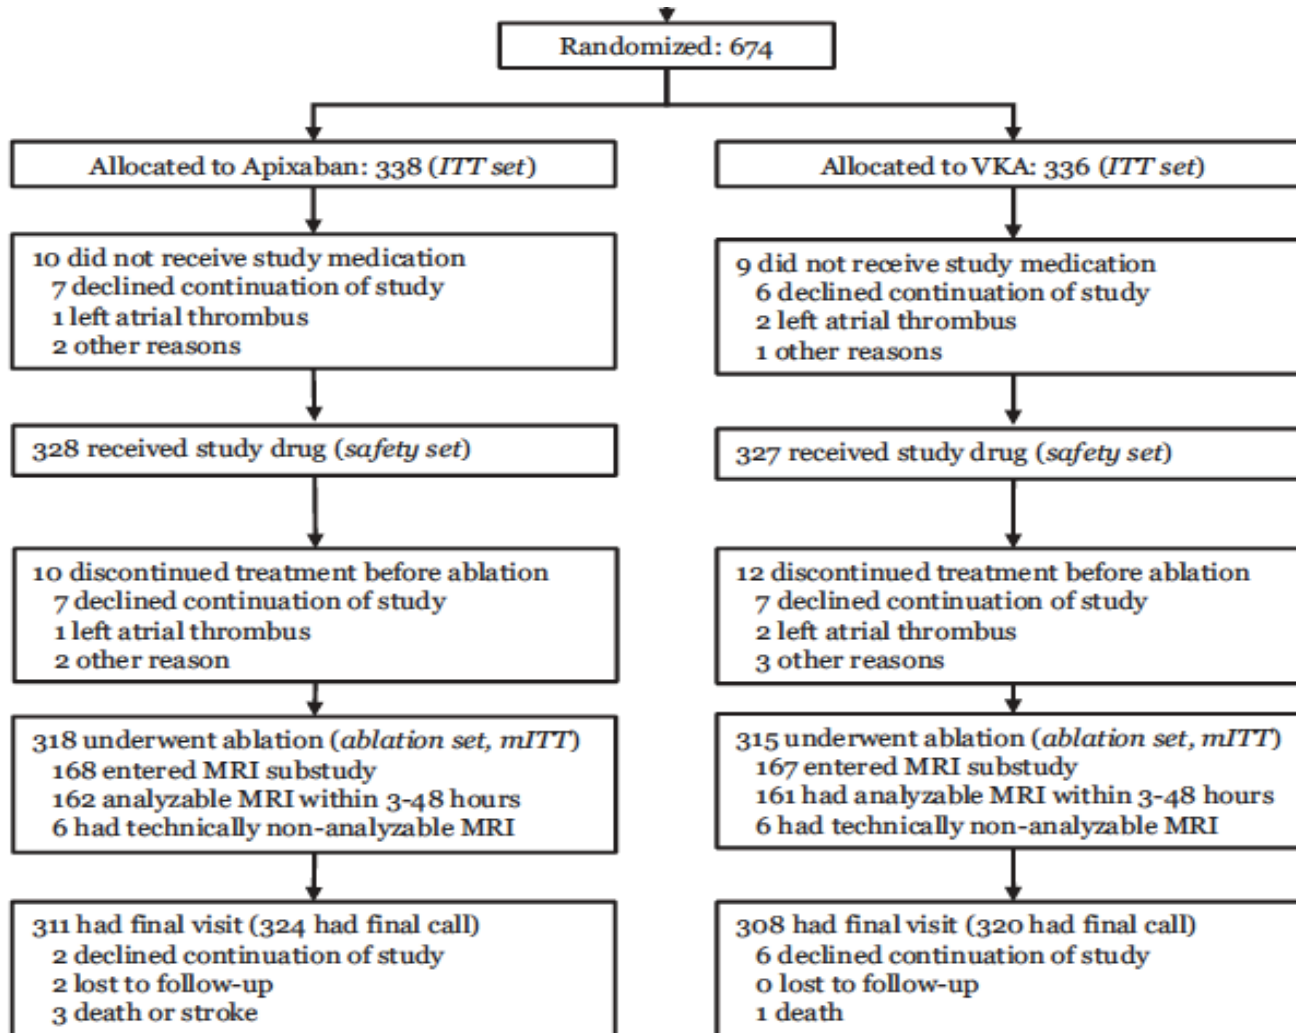 Randomized: 674
Allocated to Apixaban: 338 (ITT set)
10 did not receive study medication
7 declined continuation of study
1 left atrial thrombus
2 other reasons
328 received study drug (safety set)
10 discontinued treatment before ablation
7 declined continuation of study
1 left atrial thrombus
2 other reason
318 underwent ablation (ablation set, mITT)
168 entered MRI substudy
162 analyzable MRI within 3-48 hours
6 had technically non-analyzable MRI
311 had final visit (324 had final call)
2 declined continuation of study
2 lost to follow-up
3 death or stroke
Allocated to VKA: 336 (ITT set)
9 did not receive study medication
6 declined continuation of study
2 left atrial thrombus
1 other reasons
327 received study drug (safety set)
12 discontinued treatment before ablation
7 declined continuation of study
2 left atrial thrombus
3 other reasons
315 underwent ablation (ablation set, mITT)
167 entered MRI substudy
161 had analyzable MRI within 3-48 hours
6 had technically non-analyzable MRI
308 had final visit (320 had final call)
6 declined continuation of study
0 lost to follow-up
1 death